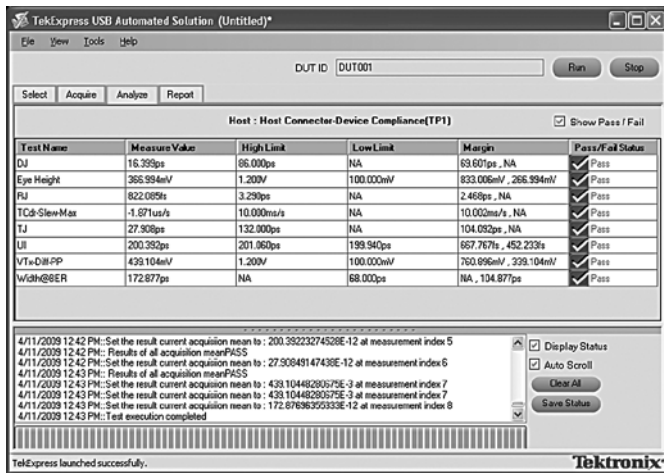 TekExpress USB Automated Solution (Untitled)*
File View Tools Help
DUT ID DUT001 Run Stop
Select Acquire Analyze Report
Host : Host Connector-Device Compliance(TP1) Show Pass / Fail
Test Name Measure Value High Limit Low Limit Margin Pass/Fail Status
DJ 16.399ps 86.000ps NA 69.601ps , NA Pass
Eye Height 366.994mV 1.200V 100.000mV 833.006mV , 266.994mV Pass
RJ 822.085fs 3.290ps NA 2.468ps , NA Pass
TCdr-Slew-Max -1.871us/s 10.000ms/s NA 10.002ms/s , NA Pass
TJ 27.908ps 132.000ps NA 104.092ps , NA Pass
UI 200.392ps 201.060ps 199.940ps 667.767fs , 452.233fs Pass
VTx-Diff-PP 439.104mV 1.200V 100.000mV 760.896mV , 339.104mV Pass
Width@BER 172.877ps NA 68.000ps NA , 104.877ps Pass
4/11/2009 12:42 PM::Set the result current acquisition mean to : 200.39223274528E-12 at measurement index 5
4/11/2009 12:42 PM:: Results of all acquisition meanPASS
4/11/2009 12:42 PM::Set the result current acquisition mean to : 27.90849147438E-12 at measurement index 6
4/11/2009 12:43 PM:: Results of all acquisition meanPASS
4/11/2009 12:43 PM::Set the result current acquisition mean to : 439.10448280675E-3 at measurement index 7
4/11/2009 12:43 PM::Set the result current acquisition mean to : 439.10448280675E-3 at measurement index 7
4/11/2009 12:43 PM::Set the result current acquisition mean to : 172.87696355333E-12 at measurement index 8
4/11/2009 12:43 PM::Test execution completed
Display Status
Auto Scroll
Clear All
Save Status
TekExpress launched successfully.
Tektronix